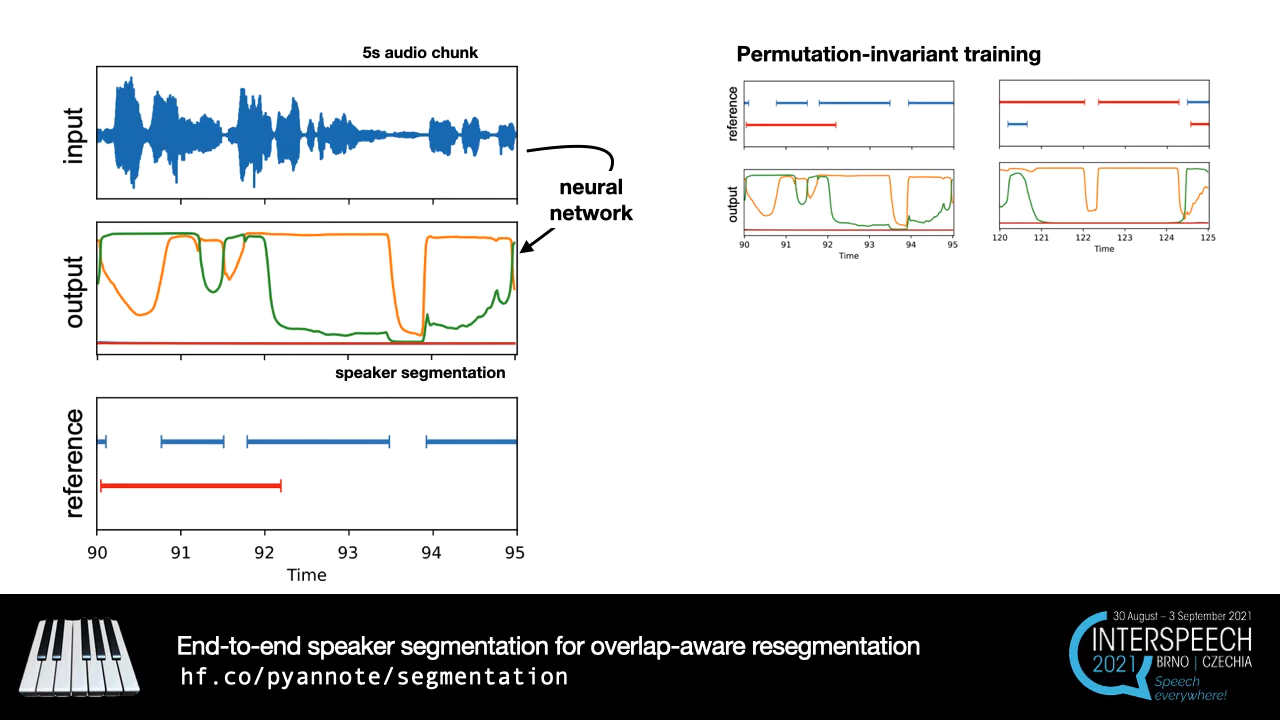 5s audio chunk
input
neural
network
output
speaker segmentation
reference
90 91 92 93 94 95
Time
Permutation-invariant training
reference
output
90 91 92 93 94 95
Time
120 121 122 123 124 125
Time
End-to-end speaker segmentation for overlap-aware resegmentation
hf.co/pyannote/segmentation
30 August – 3 September 2021
INTERSPEECH
2021 BRNO | CZECHIA
Speech
everywhere!